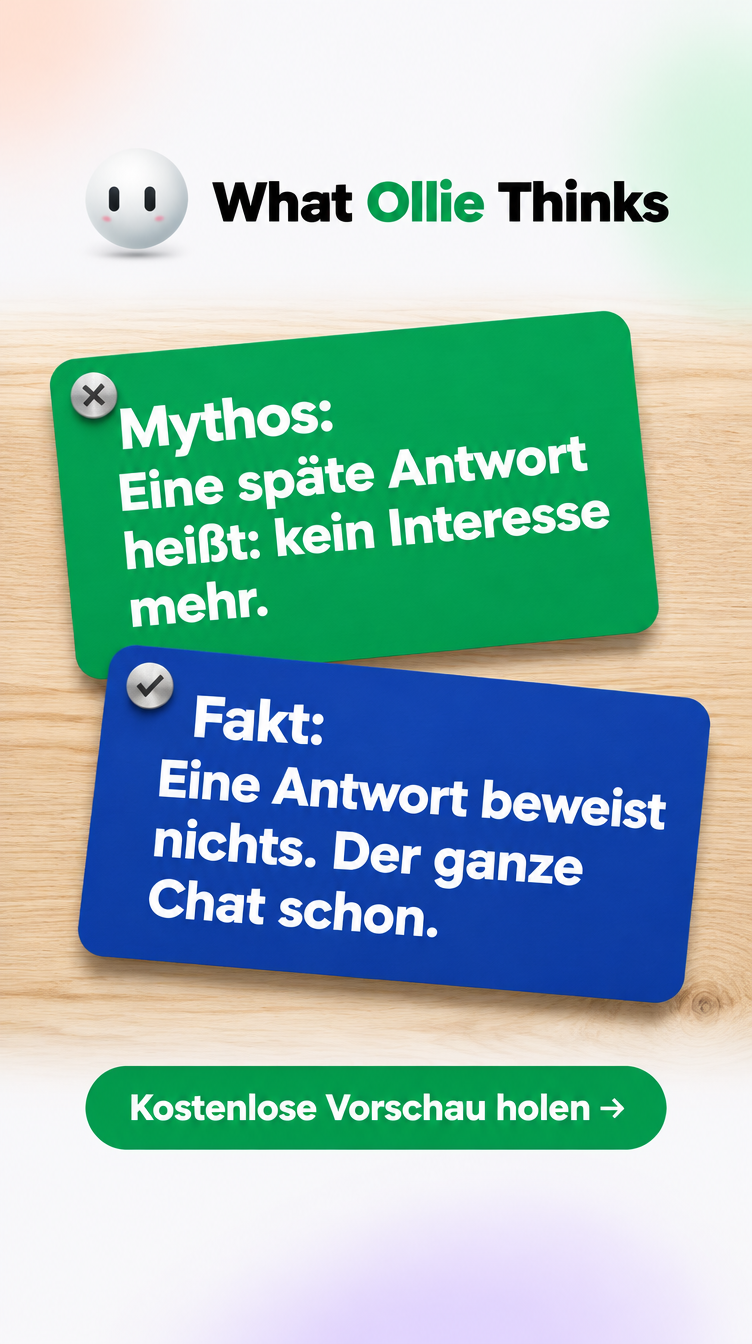 What Ollie Thinks
Mythos:
Eine späte Antwort
heißt: kein Interesse
mehr.
Fakt:
Eine Antwort beweist
nichts. Der ganze
Chat schon.
Kostenlose Vorschau holen →